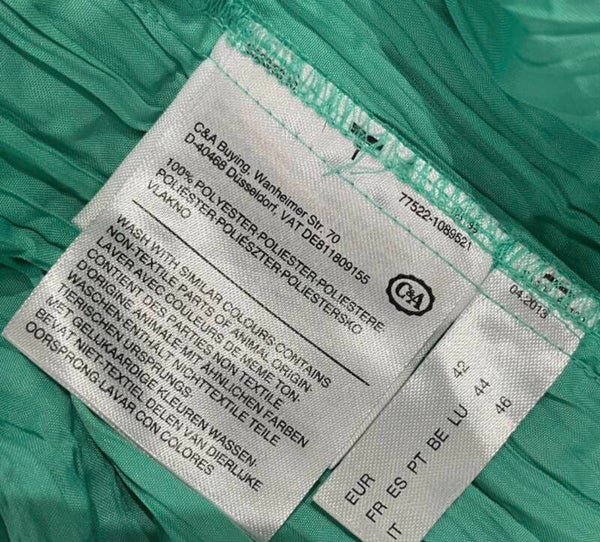 C&A Buying, Wanheimer Str. 70
D-40468 Düsseldorf, VAT DE811809155
100% POLYESTER·POLIESTER·POLIESTERE
POLIÉSTER·POLIÉSZTER·POLIESTERSKO
VLAKNO
C&A
WASH WITH SIMILAR COLOURS·CONTAINS
NON-TEXTILE PARTS OF ANIMAL ORIGIN·
LAVER AVEC COULEURS DE MEME TON·
CONTIENT DES PARTIES NON TEXTILE
D'ORIGINE ANIMALE·MIT ÄHNLICHEN FARBEN
WASCHEN·ENTHÄLT NICHTTEXTILE TEILE
TIERISCHEN URSPRUNGS·
MET GELIJKAARDIGE KLEUREN WASSEN·
BEVAT NIET-TEXTIEL DELEN VAN DIERLIJKE
OORSPRONG·LAVAR CON COLORES
77522-1089521
04.2013
EUR 42
FR ES PT BE LU 44
IT 46